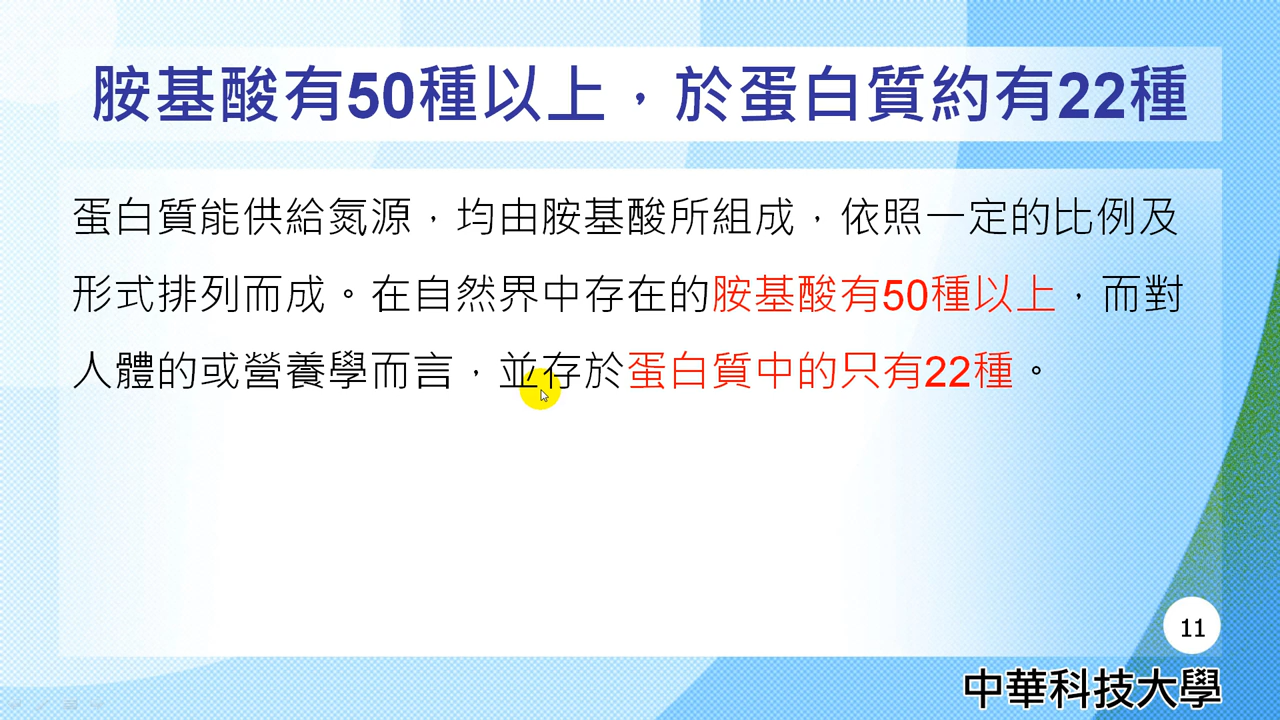 胺基酸有50種以上，於蛋白質約有22種
蛋白質能供給氮源，均由胺基酸所組成，依照一定的比例及
形式排列而成。在自然界中存在的胺基酸有50種以上，而對
人體的或營養學而言，並存於蛋白質中的只有22種。
11
中華科技大學